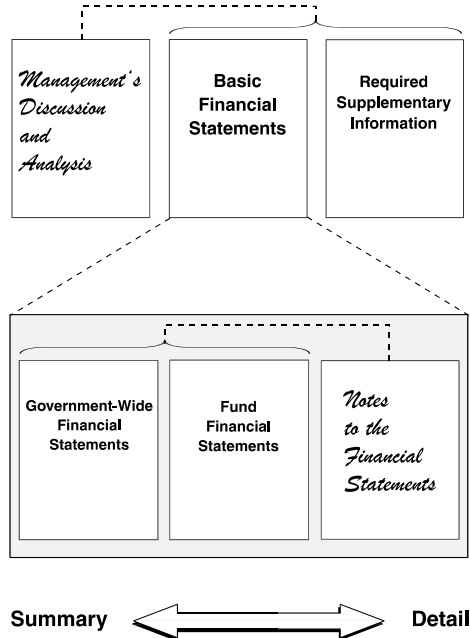 Management's
Discussion
and
Analysis
Basic
Financial
Statements
Required
Supplementary
Information
Government-Wide
Financial
Statements
Fund
Financial
Statements
Notes
to the
Financial
Statements
Summary
Detail